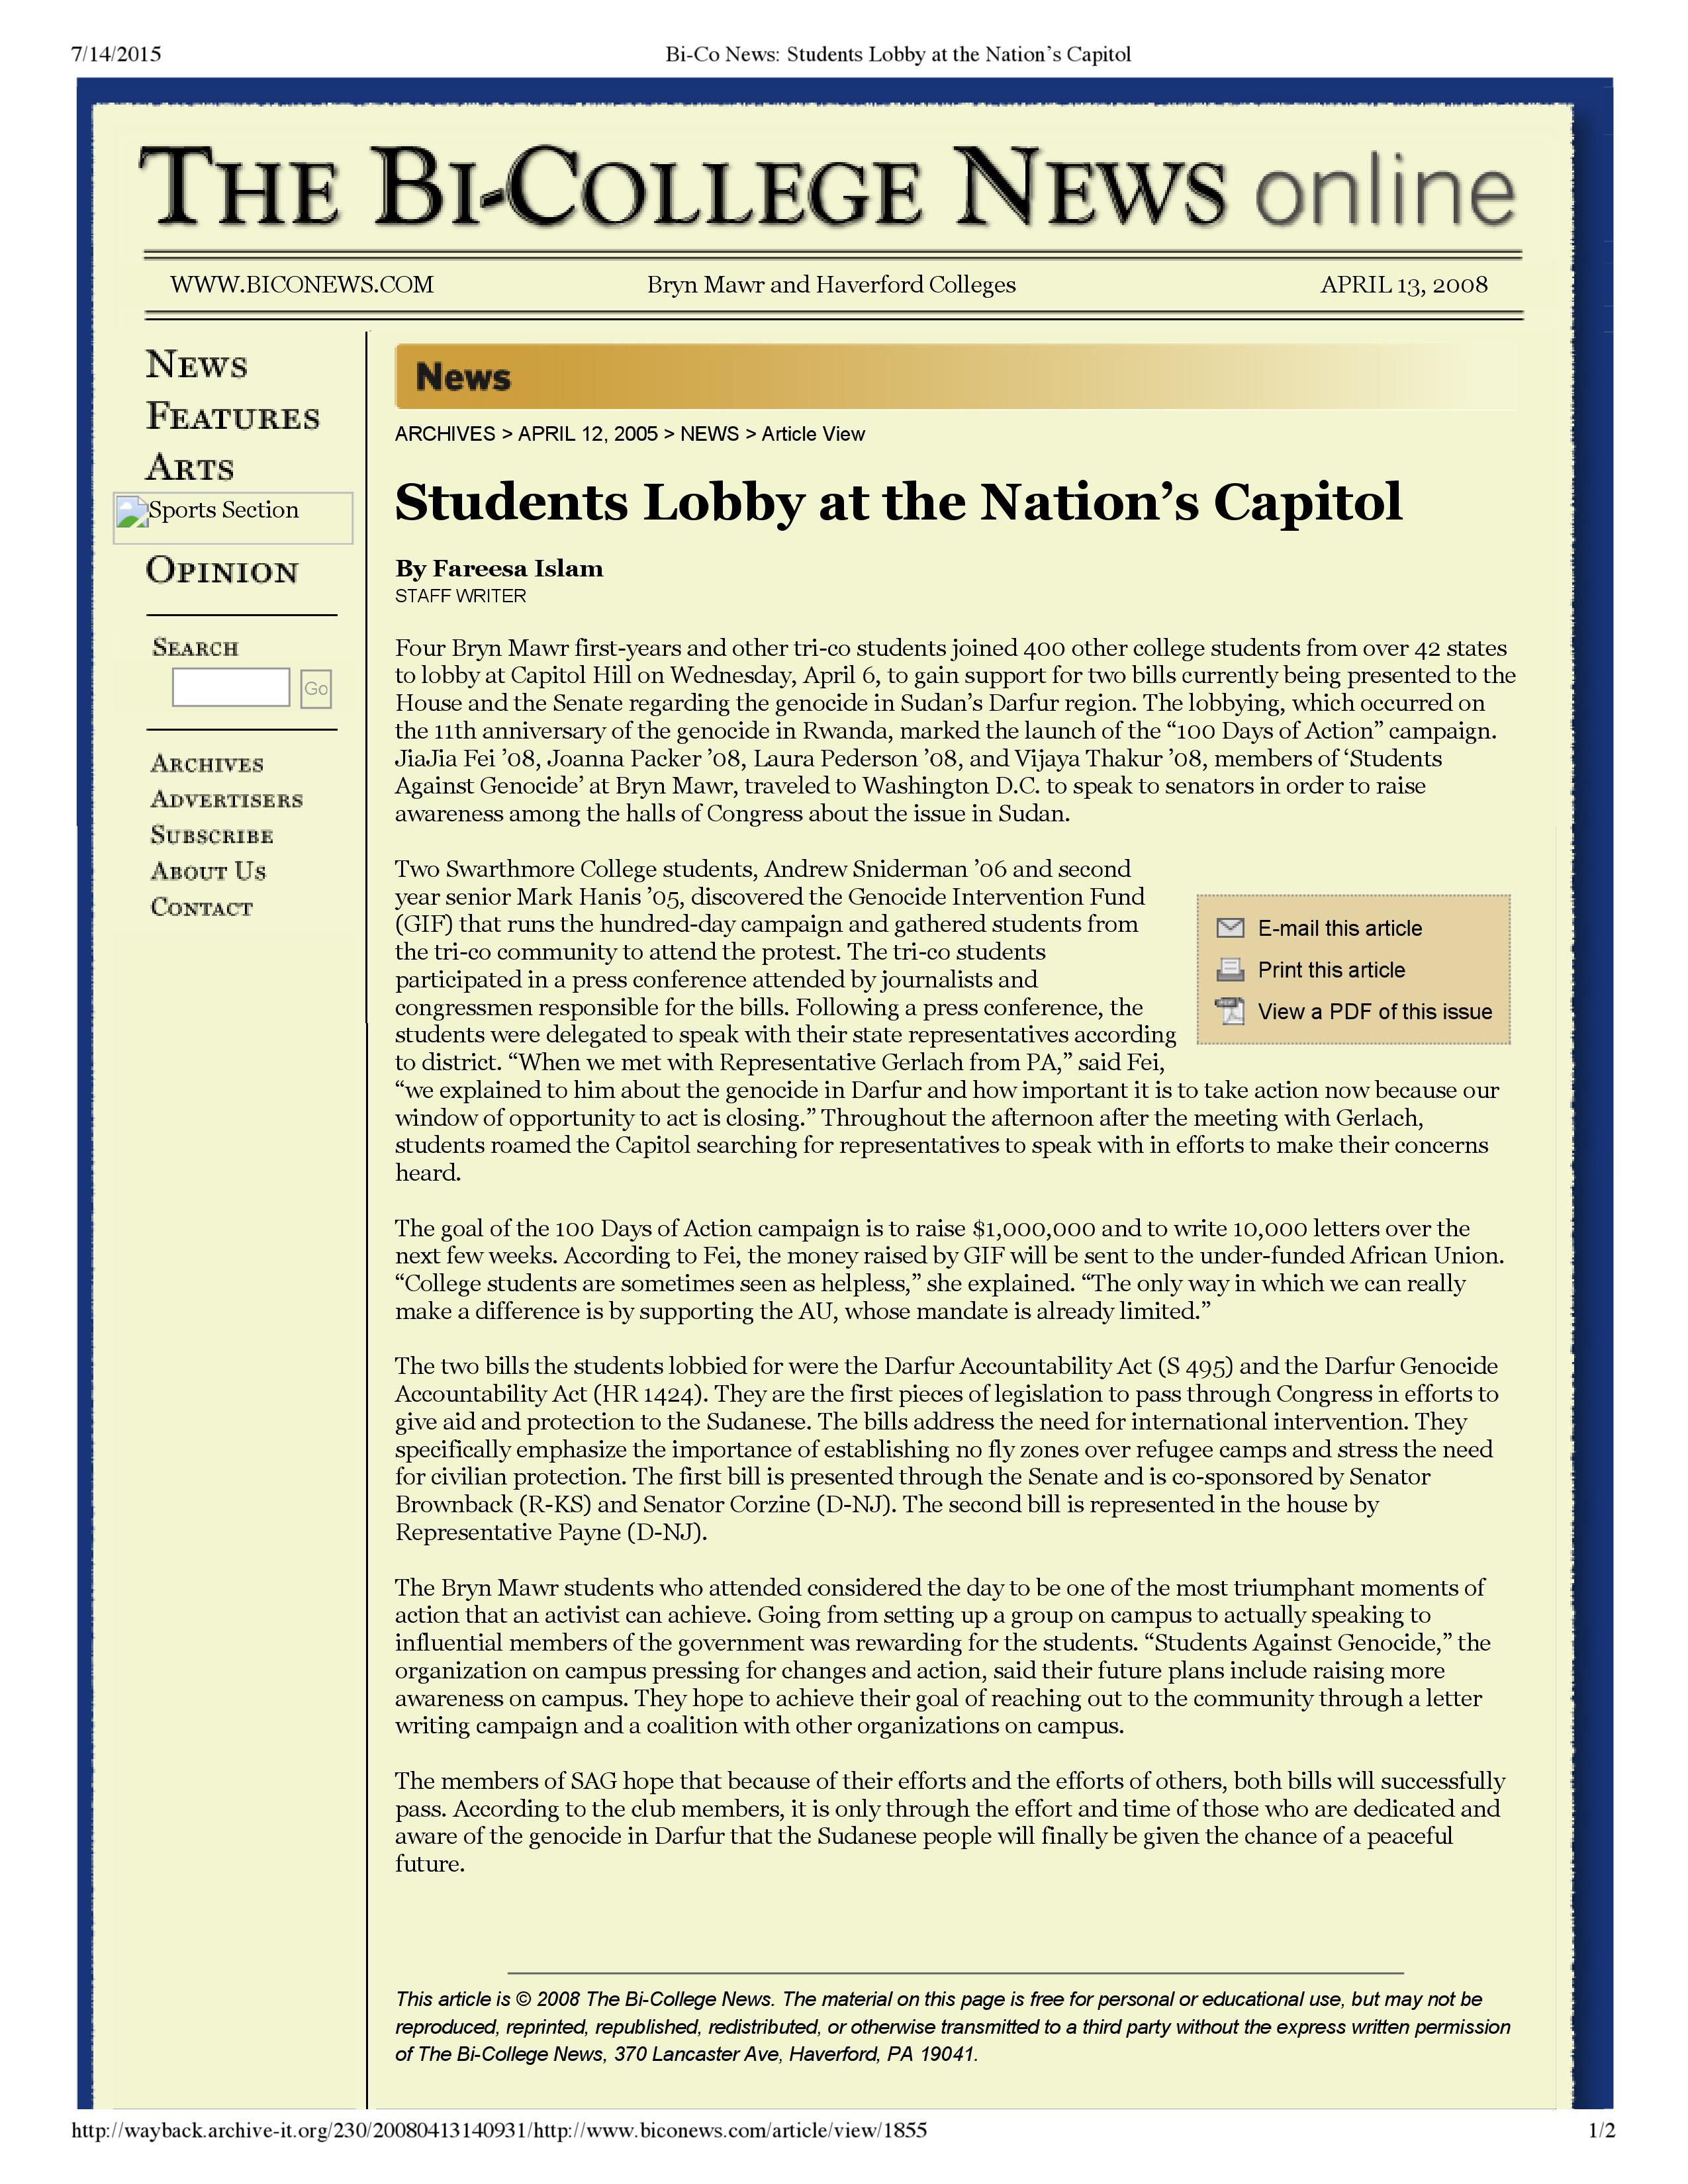 7/14/2015
Bi-Co News: Students Lobby at the Nation’s Capitol
THE BI-COLLEGE NEWS online
WWW.BICONEWS.COM
Bryn Mawr and Haverford Colleges
APRIL 13, 2008
NEWS
FEATURES
ARTS
Sports Section
OPINION
SEARCH
Go
ARCHIVES
ADVERTISERS
SUBSCRIBE
ABOUT US
CONTACT
News
ARCHIVES > APRIL 12, 2005 > NEWS > Article View
Students Lobby at the Nation’s Capitol
By Fareesa Islam
STAFF WRITER
Four Bryn Mawr first-years and other tri-co students joined 400 other college students from over 42 states
to lobby at Capitol Hill on Wednesday, April 6, to gain support for two bills currently being presented to the
House and the Senate regarding the genocide in Sudan’s Darfur region. The lobbying, which occurred on
the 11th anniversary of the genocide in Rwanda, marked the launch of the “100 Days of Action” campaign.
JiaJia Fei ’08, Joanna Packer ’08, Laura Pederson ’08, and Vijaya Thakur ’08, members of ‘Students
Against Genocide’ at Bryn Mawr, traveled to Washington D.C. to speak to senators in order to raise
awareness among the halls of Congress about the issue in Sudan.
Two Swarthmore College students, Andrew Sniderman ’06 and second
year senior Mark Hanis ’05, discovered the Genocide Intervention Fund
(GIF) that runs the hundred-day campaign and gathered students from
the tri-co community to attend the protest. The tri-co students
participated in a press conference attended by journalists and
congressmen responsible for the bills. Following a press conference, the
students were delegated to speak with their state representatives according
to district. “When we met with Representative Gerlach from PA,” said Fei,
“we explained to him about the genocide in Darfur and how important it is to take action now because our
window of opportunity to act is closing.” Throughout the afternoon after the meeting with Gerlach,
students roamed the Capitol searching for representatives to speak with in efforts to make their concerns
heard.
E-mail this article
Print this article
View a PDF of this issue
The goal of the 100 Days of Action campaign is to raise $1,000,000 and to write 10,000 letters over the
next few weeks. According to Fei, the money raised by GIF will be sent to the under-funded African Union.
“College students are sometimes seen as helpless,” she explained. “The only way in which we can really
make a difference is by supporting the AU, whose mandate is already limited.”
The two bills the students lobbied for were the Darfur Accountability Act (S 495) and the Darfur Genocide
Accountability Act (HR 1424). They are the first pieces of legislation to pass through Congress in efforts to
give aid and protection to the Sudanese. The bills address the need for international intervention. They
specifically emphasize the importance of establishing no fly zones over refugee camps and stress the need
for civilian protection. The first bill is presented through the Senate and is co-sponsored by Senator
Brownback (R-KS) and Senator Corzine (D-NJ). The second bill is represented in the house by
Representative Payne (D-NJ).
The Bryn Mawr students who attended considered the day to be one of the most triumphant moments of
action that an activist can achieve. Going from setting up a group on campus to actually speaking to
influential members of the government was rewarding for the students. “Students Against Genocide,” the
organization on campus pressing for changes and action, said their future plans include raising more
awareness on campus. They hope to achieve their goal of reaching out to the community through a letter
writing campaign and a coalition with other organizations on campus.
The members of SAG hope that because of their efforts and the efforts of others, both bills will successfully
pass. According to the club members, it is only through the effort and time of those who are dedicated and
aware of the genocide in Darfur that the Sudanese people will finally be given the chance of a peaceful
future.
This article is © 2008 The Bi-College News. The material on this page is free for personal or educational use, but may not be
reproduced, reprinted, republished, redistributed, or otherwise transmitted to a third party without the express written permission
of The Bi-College News, 370 Lancaster Ave, Haverford, PA 19041.
http://wayback.archive-it.org/230/20080413140931/http://www.biconews.com/article/view/1855
1/2